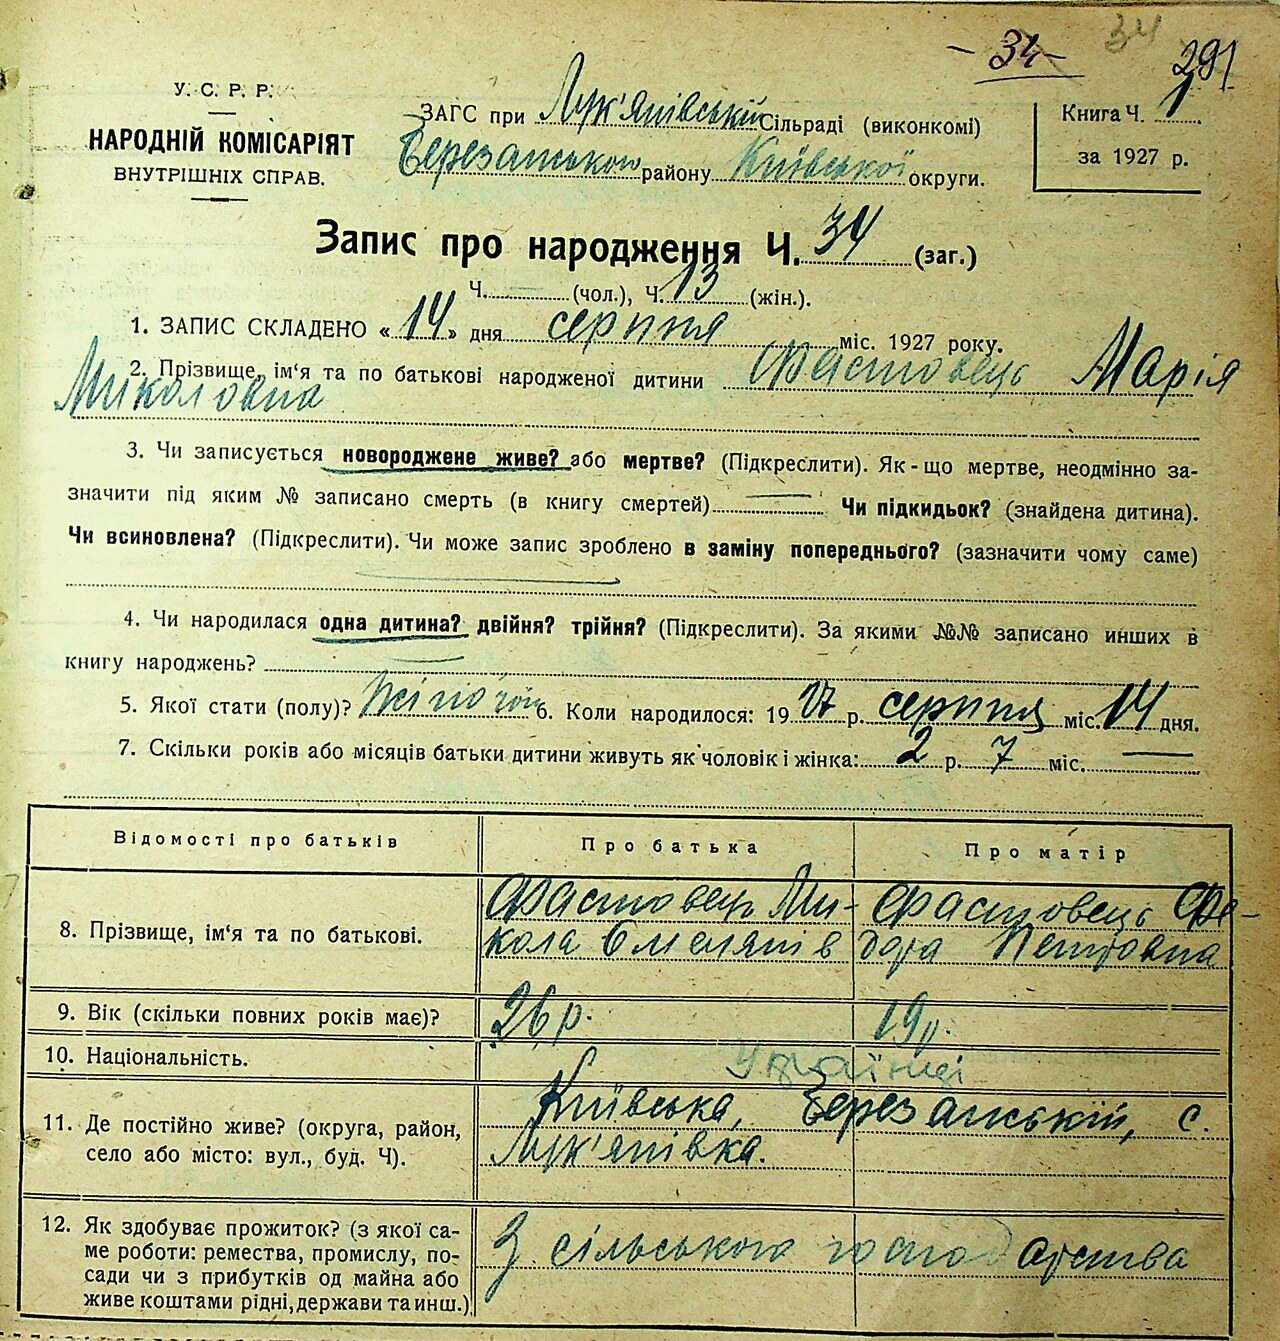 - 34 - 34 291
У. С. Р. Р.
НАРОДНІЙ КОМІСАРІЯТ
ВНУТРІШНІХ СПРАВ.
ЗАГС при Лук'янівській Сільраді (виконкомі)
Березанського району Київської округи.
Книга Ч. 1
за 1927 р.
Запис про народження Ч. 34 (заг.)
Ч. — (чол.), Ч. 13 (жін.).
1. ЗАПИС СКЛАДЕНО «14» дня серпня міс. 1927 року.
2. Прізвище, ім'я та по батькові народженої дитини Фастовець Марія
Миколовна
3. Чи записується новороджене живе? або мертве? (Підкреслити). Як-що мертве, неодмінно за-
значити під яким № записано смерть (в книгу смертей) — Чи підкидьок? (знайдена дитина).
Чи всиновлена? (Підкреслити). Чи може запис зроблено в заміну попереднього? (зазначити чому саме)
4. Чи народилася одна дитина? двійня? трійня? (Підкреслити). За якими №№ записано инших в
книгу народжень? —
5. Якої статі (полу)? жіночої 6. Коли народилося: 1927 р. серпня міс. 14 дня.
7. Скільки років або місяців батьки дитини живуть як чоловік і жінка: 2 р. 7 міс. —
Відомості про батьків Про батька Про матір
8. Прізвище, ім'я та по батькові. Фастовець Ми- Фастовець Фе-
кола Омелянів дора Петровна
9. Вік (скільки повних років має)? 26 р. 19 р.
10. Національність. Українці
11. Де постійно живе? (округа, район, Київська, Березанський, с.
село або місто: вул., буд. Ч). Лук'янівка.
12. Як здобуває прожиток? (з якої са-
ме роботи: ремества, промислу, по- З сільського господарства
сади чи з прибутків од майна або
живе коштами рідні, держави та инш.)